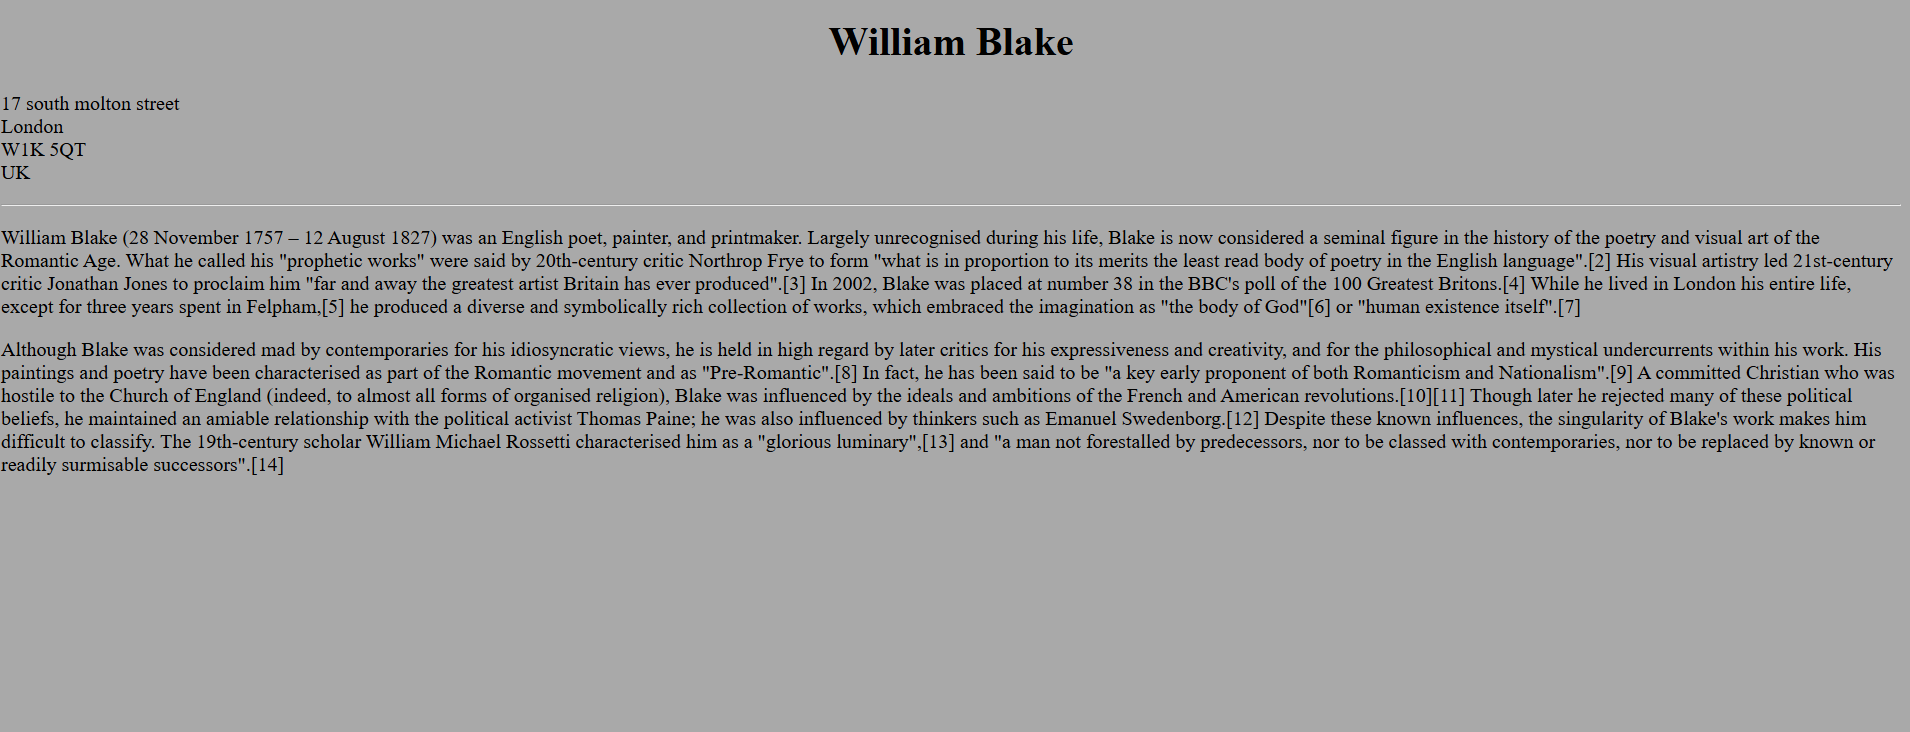 William Blake
17 south molton street
London
W1K 5QT
UK
William Blake (28 November 1757 – 12 August 1827) was an English poet, painter, and printmaker. Largely unrecognised during his life, Blake is now considered a seminal figure in the history of the poetry and visual art of the
Romantic Age. What he called his "prophetic works" were said by 20th-century critic Northrop Frye to form "what is in proportion to its merits the least read body of poetry in the English language".[2] His visual artistry led 21st-century
critic Jonathan Jones to proclaim him "far and away the greatest artist Britain has ever produced".[3] In 2002, Blake was placed at number 38 in the BBC's poll of the 100 Greatest Britons.[4] While he lived in London his entire life,
except for three years spent in Felpham,[5] he produced a diverse and symbolically rich collection of works, which embraced the imagination as "the body of God"[6] or "human existence itself".[7]
Although Blake was considered mad by contemporaries for his idiosyncratic views, he is held in high regard by later critics for his expressiveness and creativity, and for the philosophical and mystical undercurrents within his work. His
paintings and poetry have been characterised as part of the Romantic movement and as "Pre-Romantic".[8] In fact, he has been said to be "a key early proponent of both Romanticism and Nationalism".[9] A committed Christian who was
hostile to the Church of England (indeed, to almost all forms of organised religion), Blake was influenced by the ideals and ambitions of the French and American revolutions.[10][11] Though later he rejected many of these political
beliefs, he maintained an amiable relationship with the political activist Thomas Paine; he was also influenced by thinkers such as Emanuel Swedenborg.[12] Despite these known influences, the singularity of Blake's work makes him
difficult to classify. The 19th-century scholar William Michael Rossetti characterised him as a "glorious luminary",[13] and "a man not forestalled by predecessors, nor to be classed with contemporaries, nor to be replaced by known or
readily surmisable successors".[14]